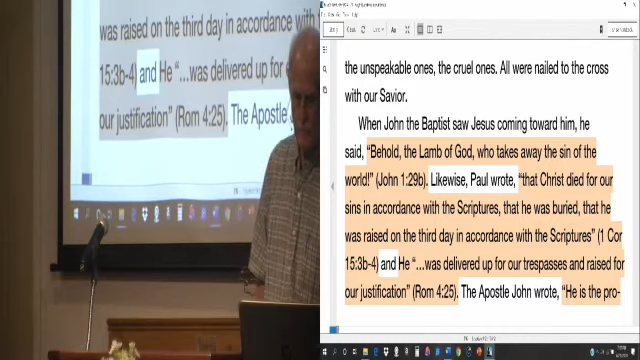 was raised on the third day in accordance with
15:3b-4) and He “...was delivered up for
our justification” (Rom 4:25). The Apostle
the unspeakable ones, the cruel ones. All were nailed to the cross
with our Savior.
When John the Baptist saw Jesus coming toward him, he
said, “Behold, the Lamb of God, who takes away the sin of the
world!” (John 1:29b). Likewise, Paul wrote, “that Christ died for our
sins in accordance with the Scriptures, that he was buried, that he
was raised on the third day in accordance with the Scriptures” (1 Cor
15:3b-4) and He “...was delivered up for our trespasses and raised for
our justification” (Rom 4:25). The Apostle John wrote, “He is the pro-